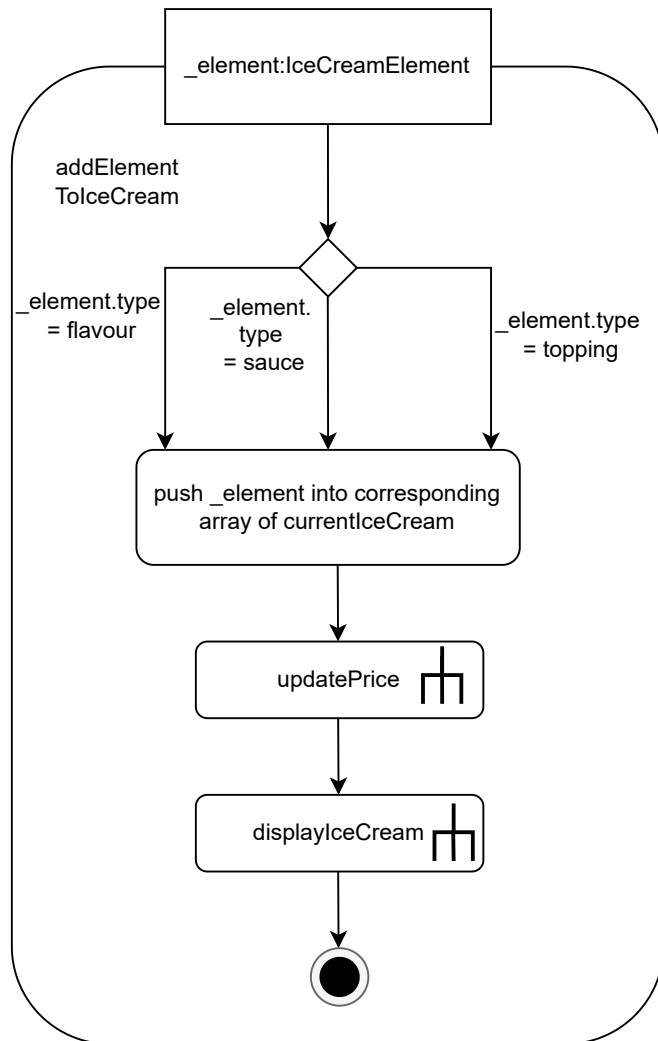 _element:IceCreamElement
addElement
ToIceCream
_element.type
= flavour
_element.
type
= sauce
_element.type
= topping
push _element into corresponding
array of currentIceCream
updatePrice
displayIceCream